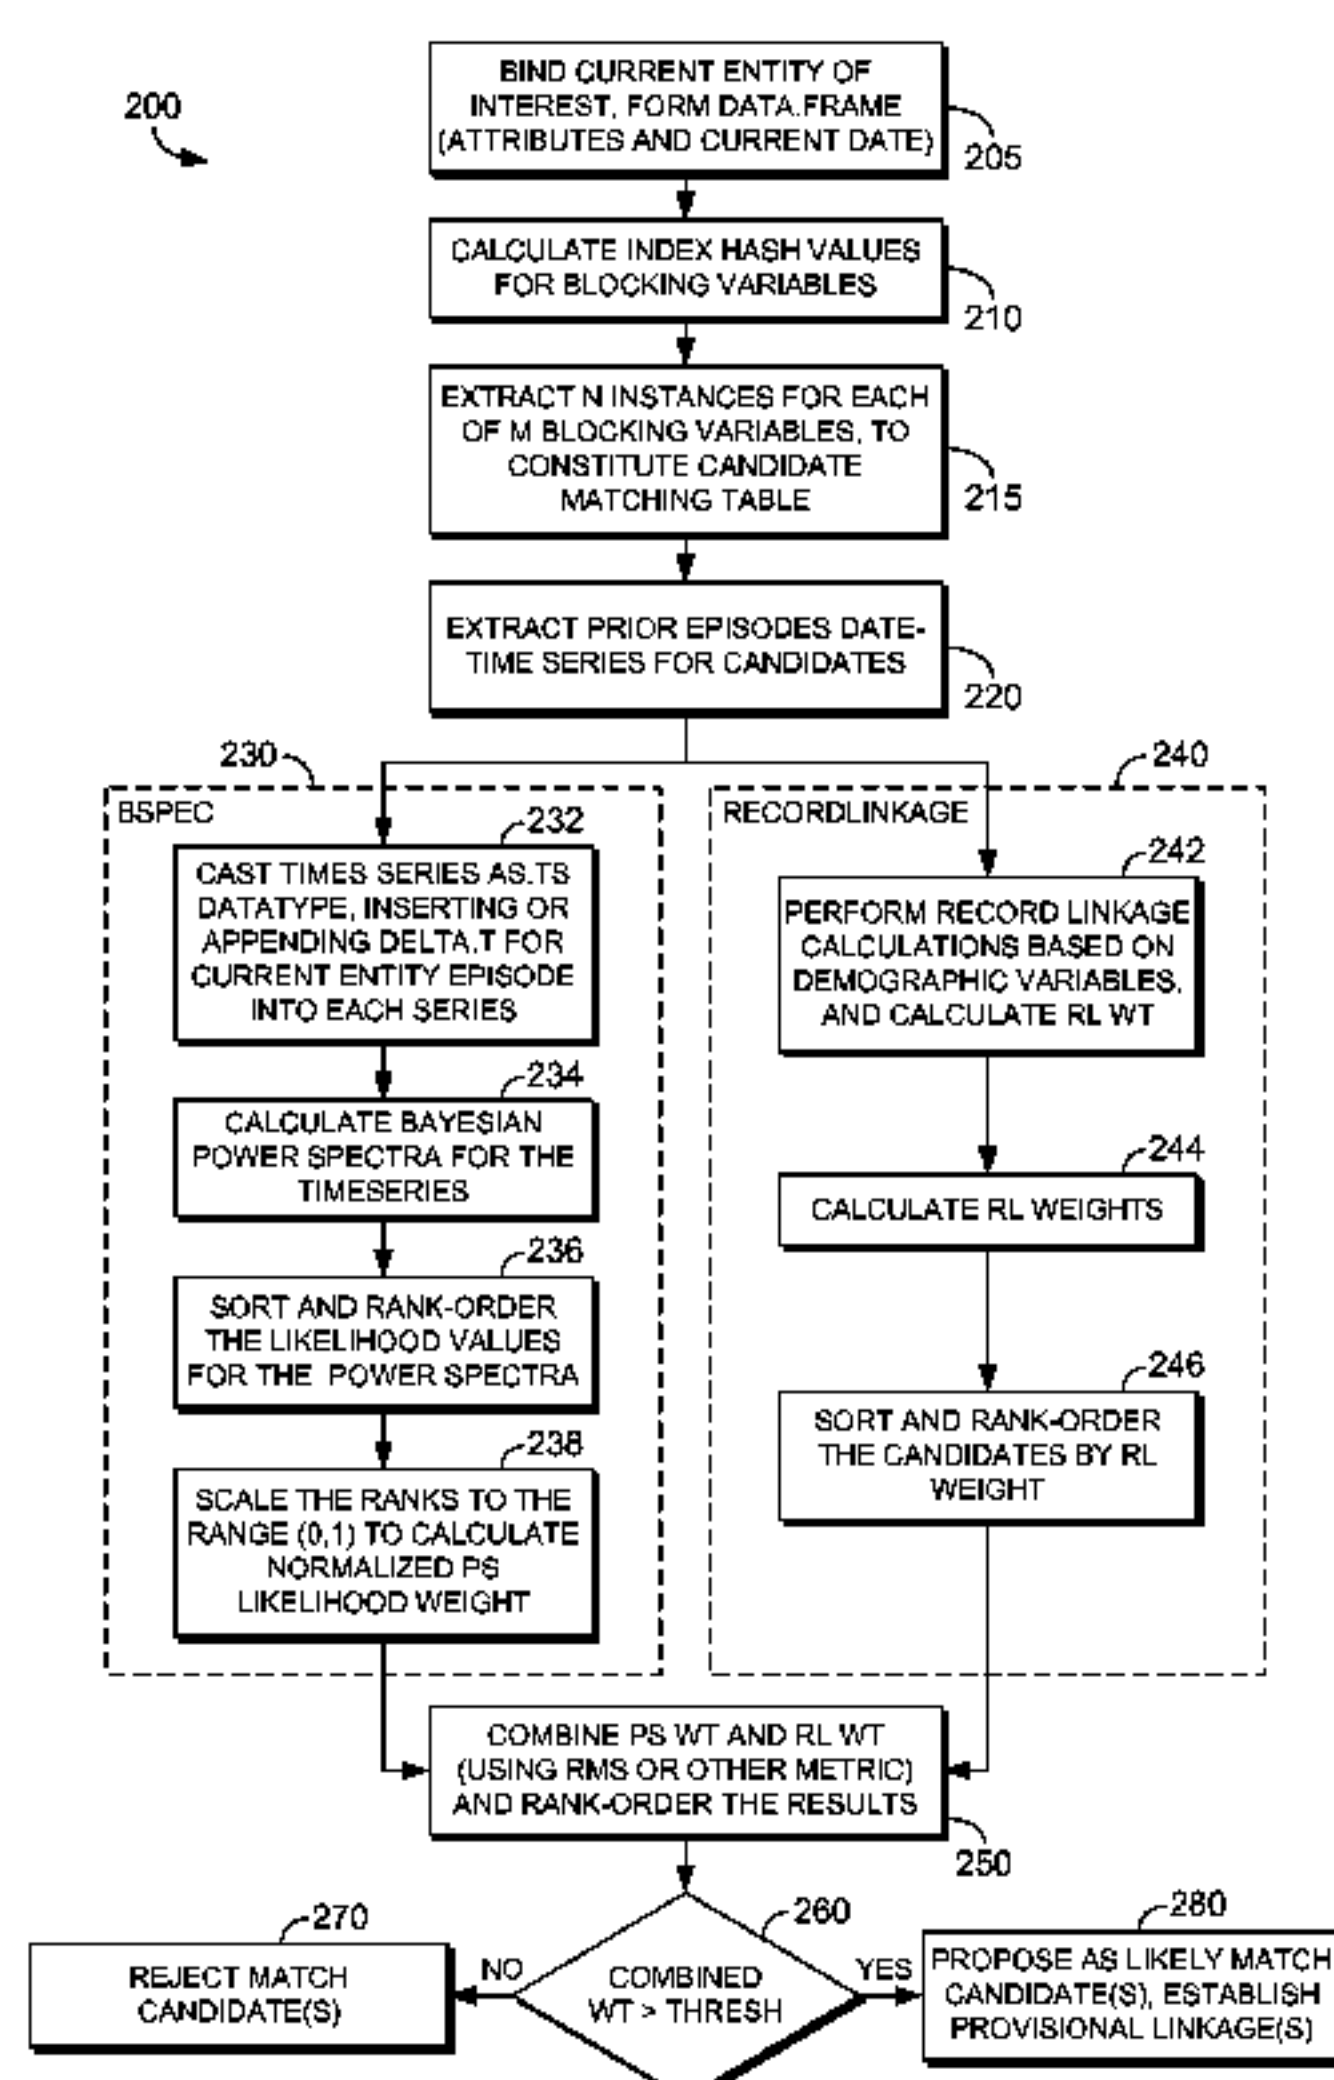 200
BIND CURRENT ENTITY OF
INTEREST, FORM DATA.FRAME
(ATTRIBUTES AND CURRENT DATE)
205
CALCULATE INDEX HASH VALUES
FOR BLOCKING VARIABLES
210
EXTRACT N INSTANCES FOR EACH
OF M BLOCKING VARIABLES, TO
CONSTITUTE CANDIDATE
MATCHING TABLE
215
EXTRACT PRIOR EPISODES DATE-
TIME SERIES FOR CANDIDATES
220
230
BSPEC
232
CAST TIMES SERIES AS.TS
DATATYPE, INSERTING OR
APPENDING DELTA.T FOR
CURRENT ENTITY EPISODE
INTO EACH SERIES
234
CALCULATE BAYESIAN
POWER SPECTRA FOR THE
TIMESERIES
236
SORT AND RANK-ORDER
THE LIKELIHOOD VALUES
FOR THE POWER SPECTRA
238
SCALE THE RANKS TO THE
RANGE (0,1) TO CALCULATE
NORMALIZED PS
LIKELIHOOD WEIGHT
240
RECORDLINKAGE
242
PERFORM RECORD LINKAGE
CALCULATIONS BASED ON
DEMOGRAPHIC VARIABLES,
AND CALCULATE RL WT
244
CALCULATE RL WEIGHTS
246
SORT AND RANK-ORDER
THE CANDIDATES BY RL
WEIGHT
COMBINE PS WT AND RL WT
(USING RMS OR OTHER METRIC)
AND RANK-ORDER THE RESULTS
250
260
COMBINED
WT > THRESH
NO
270
REJECT MATCH
CANDIDATE(S)
YES
280
PROPOSE AS LIKELY MATCH
CANDIDATE(S), ESTABLISH
PROVISIONAL LINKAGE(S)